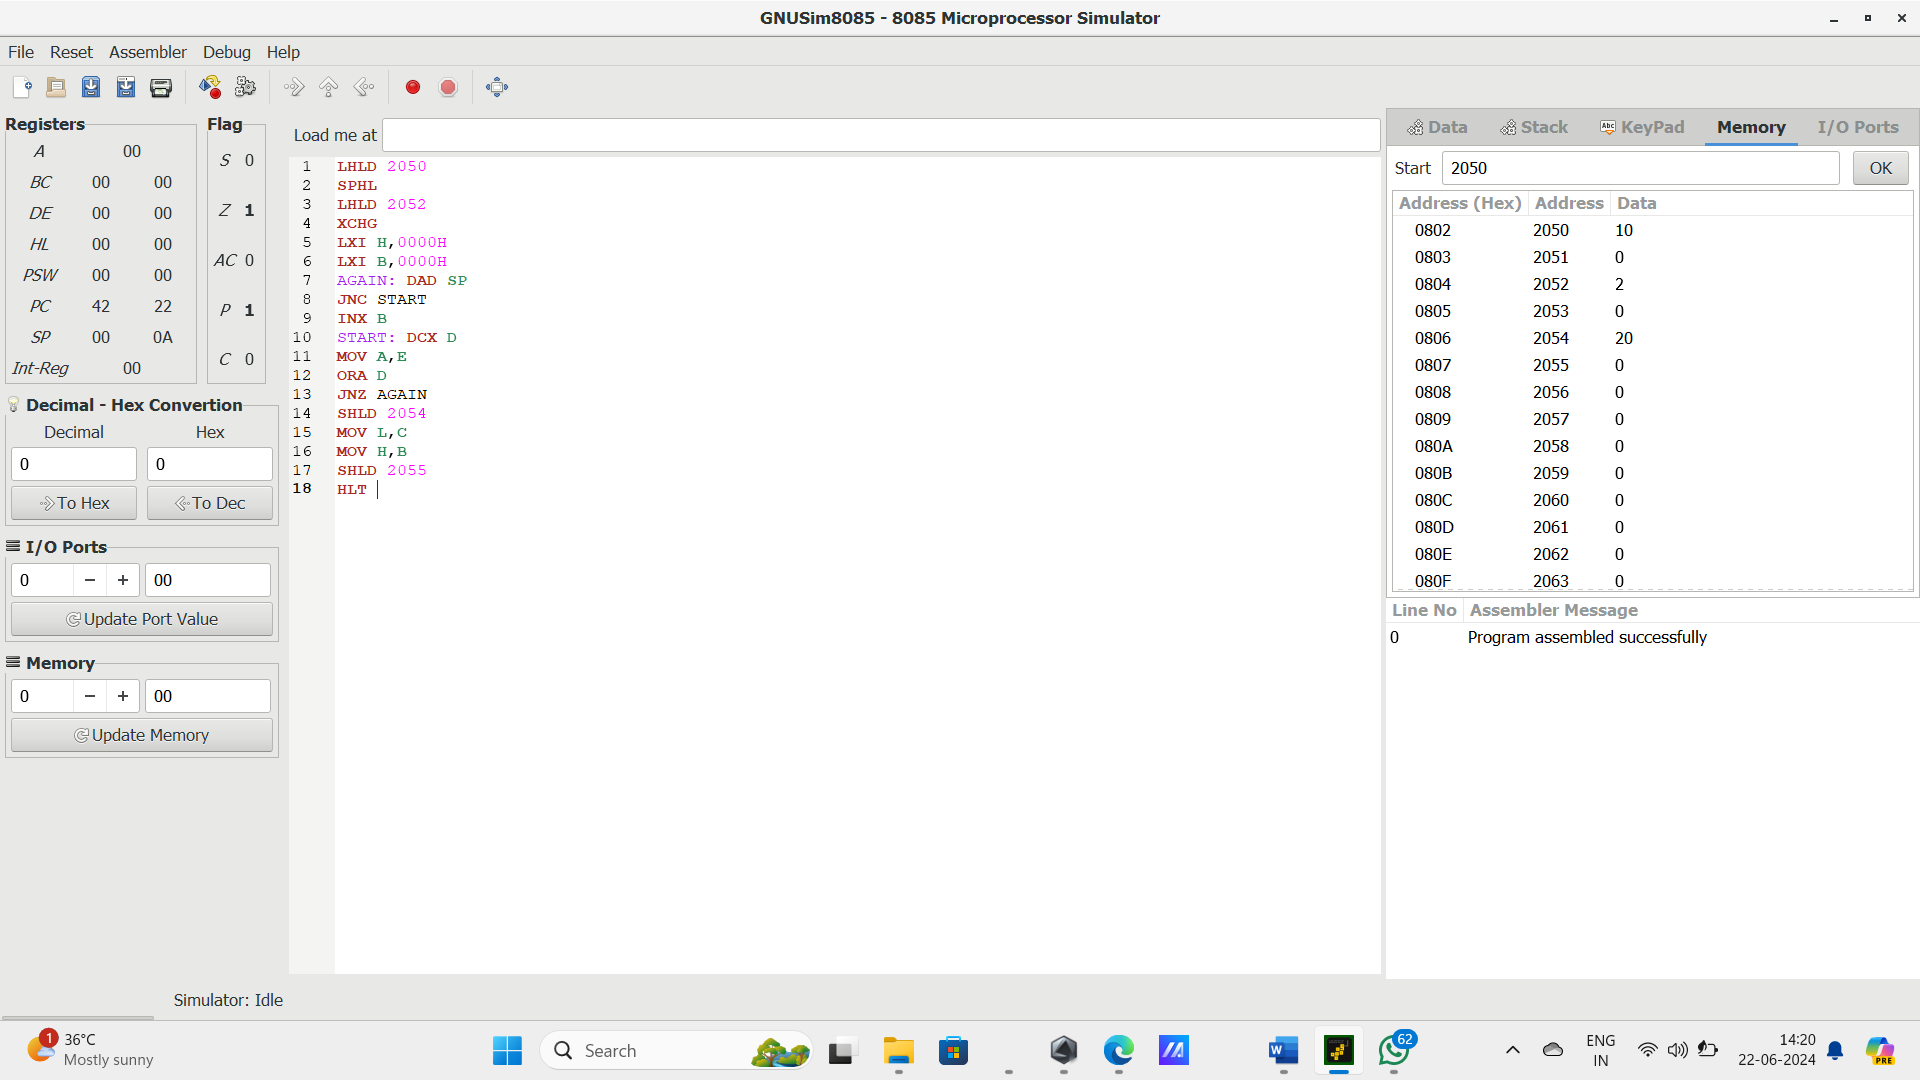 GNUSim8085 - 8085 Microprocessor Simulator
File Reset Assembler Debug Help
Registers
A 00
BC 00 00
DE 00 00
HL 00 00
PSW 00 00
PC 42 22
SP 00 0A
Int-Reg 00
Flag
S 0
Z 1
AC 0
P 1
C 0
Decimal - Hex Convertion
Decimal Hex
0 0
To Hex To Dec
I/O Ports
0 − + 00
Update Port Value
Memory
0 − + 00
Update Memory
Load me at
1 LHLD 2050
2 SPHL
3 LHLD 2052
4 XCHG
5 LXI H,0000H
6 LXI B,0000H
7 AGAIN: DAD SP
8 JNC START
9 INX B
10 START: DCX D
11 MOV A,E
12 ORA D
13 JNZ AGAIN
14 SHLD 2054
15 MOV L,C
16 MOV H,B
17 SHLD 2055
18 HLT
Data Stack Abc KeyPad Memory I/O Ports
Start 2050 OK
Address (Hex) Address Data
0802 2050 10
0803 2051 0
0804 2052 2
0805 2053 0
0806 2054 20
0807 2055 0
0808 2056 0
0809 2057 0
080A 2058 0
080B 2059 0
080C 2060 0
080D 2061 0
080E 2062 0
080F 2063 0
Line No Assembler Message
0 Program assembled successfully
Simulator: Idle
1 36°C
Mostly sunny
Search
W
62
ENG
IN
14:20
22-06-2024
PRE